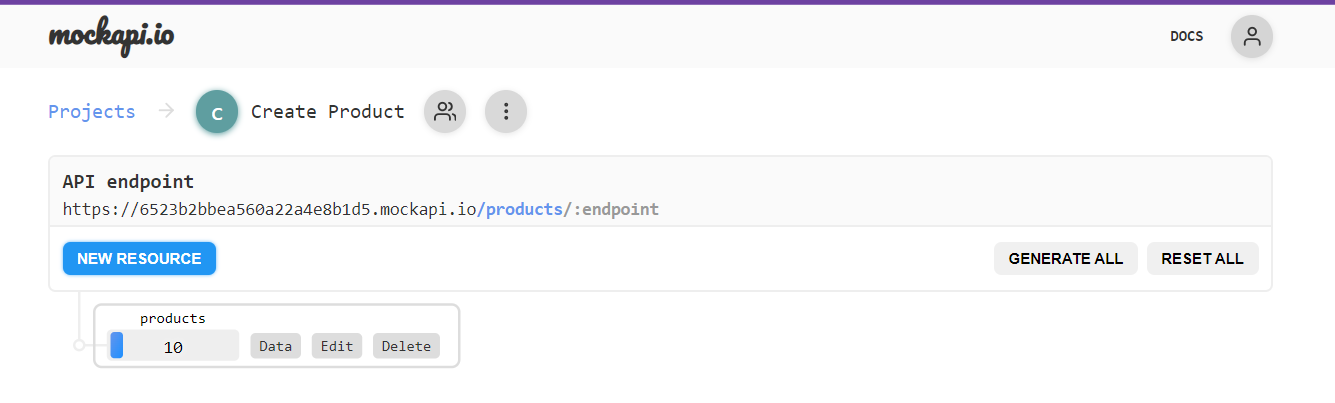 mockapi.io
DOCS
Projects → C Create Product
API endpoint
https://6523b2bbea560a22a4e8b1d5.mockapi.io/products/:endpoint
NEW RESOURCE GENERATE ALL RESET ALL
products
10 Data Edit Delete